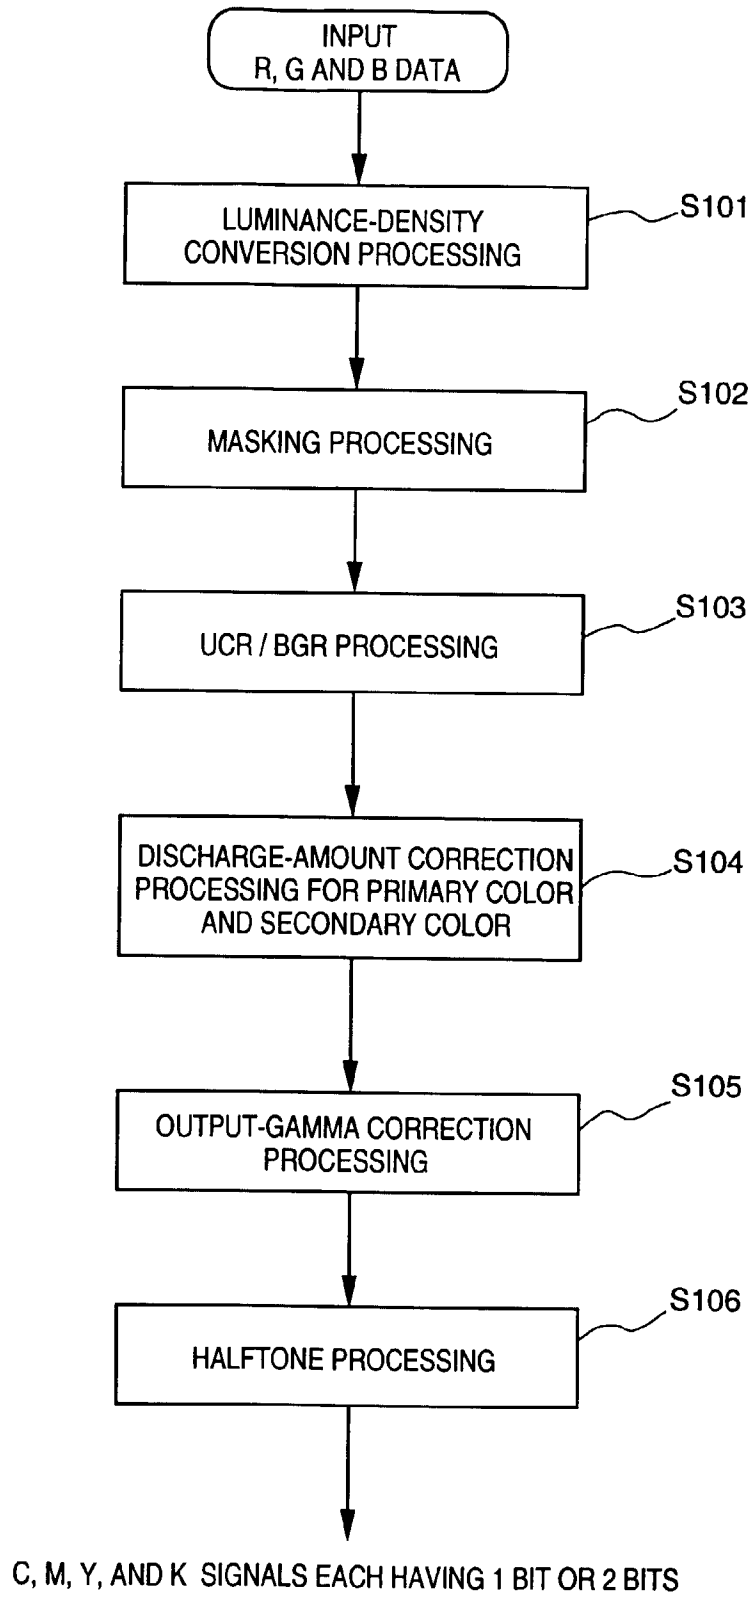 INPUT
R, G AND B DATA
LUMINANCE-DENSITY
CONVERSION PROCESSING
S101
MASKING PROCESSING
S102
UCR / BGR PROCESSING
S103
DISCHARGE-AMOUNT CORRECTION
PROCESSING FOR PRIMARY COLOR
AND SECONDARY COLOR
S104
OUTPUT-GAMMA CORRECTION
PROCESSING
S105
HALFTONE PROCESSING
S106
C, M, Y, AND K SIGNALS EACH HAVING 1 BIT OR 2 BITS